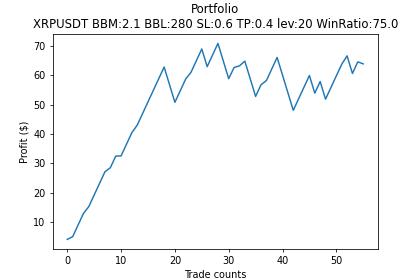 Portfolio
XRPUSDT BBM:2.1 BBL:280 SL:0.6 TP:0.4 lev:20 WinRatio:75.0
70
60
50
40
30
20
10
Profit ($)
0 10 20 30 40 50
Trade counts